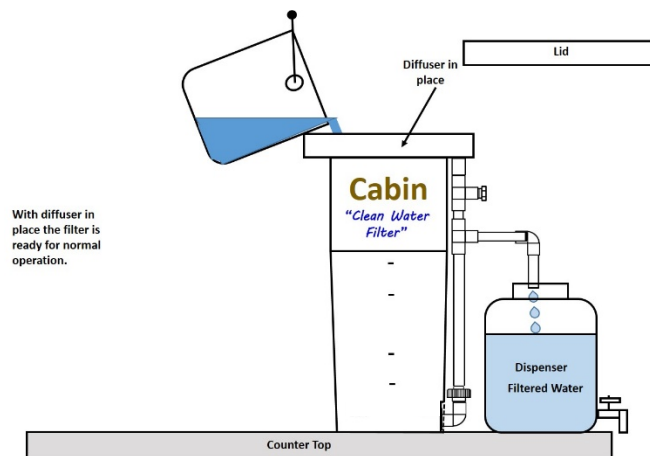 Lid
Diffuser in
place
Cabin
“Clean Water
Filter”
With diffuser in
place the filter is
ready for normal
operation.
Dispenser
Filtered Water
Counter Top